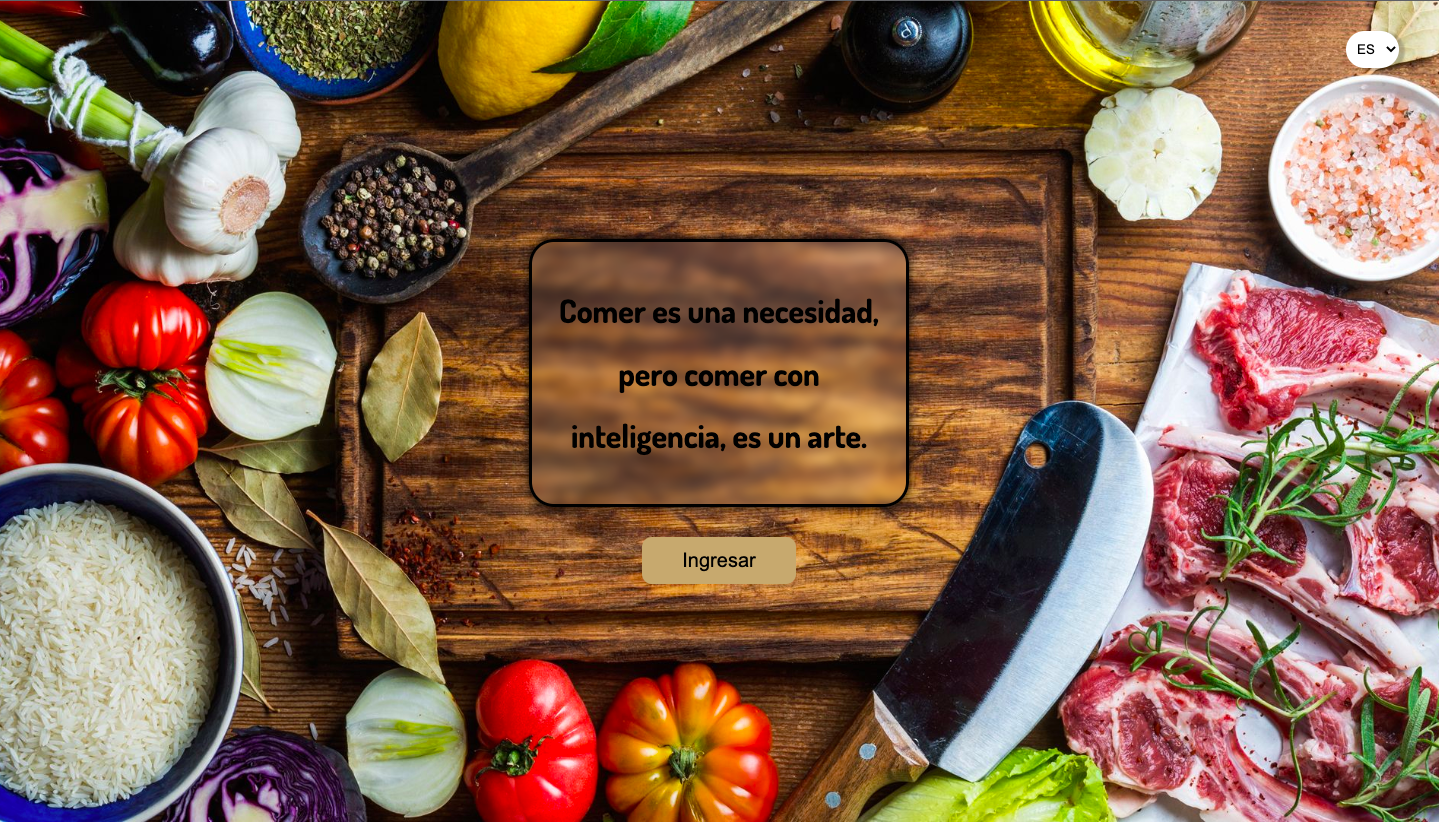 ES
Comer es una necesidad,
pero comer con
inteligencia, es un arte.
Ingresar